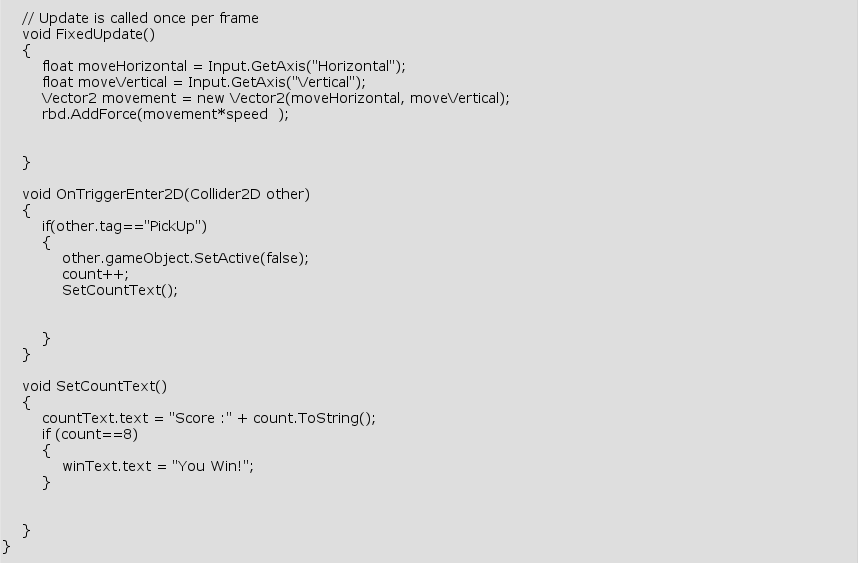 // Update is called once per frame
void FixedUpdate()
{
float moveHorizontal = Input.GetAxis("Horizontal");
float moveVertical = Input.GetAxis("Vertical");
Vector2 movement = new Vector2(moveHorizontal, moveVertical);
rbd.AddForce(movement*speed  );
}
void OnTriggerEnter2D(Collider2D other)
{
if(other.tag=="PickUp")
{
other.gameObject.SetActive(false);
count++;
SetCountText();
}
}
void SetCountText()
{
countText.text = "Score :" + count.ToString();
if (count==8)
{
winText.text = "You Win!";
}
}
}